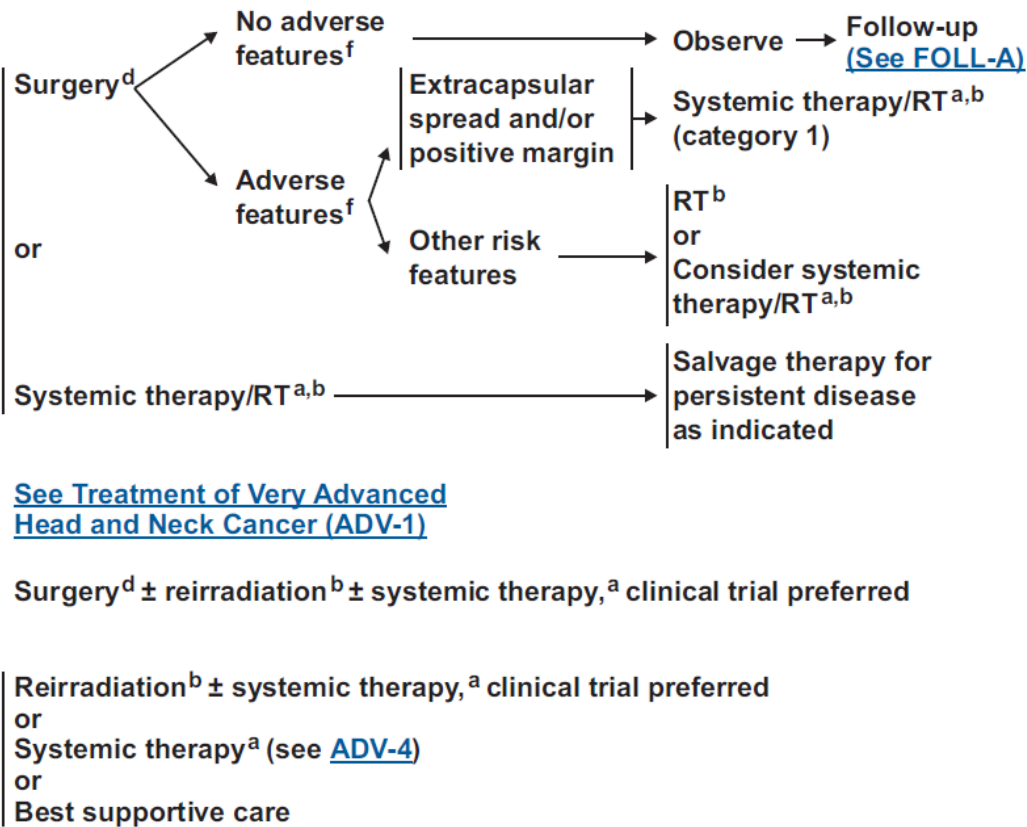 No adverse
features^f
Observe
Follow-up
(See FOLL-A)
Surgery^d
Extracapsular
spread and/or
positive margin
Systemic therapy/RT^a,b
(category 1)
Adverse
features^f
RT^b
or
Consider systemic
therapy/RT^a,b
or
Other risk
features
Systemic therapy/RT^a,b
Salvage therapy for
persistent disease
as indicated
See Treatment of Very Advanced
Head and Neck Cancer (ADV-1)
Surgery^d ± reirradiation^b ± systemic therapy,^a clinical trial preferred
Reirradiation^b ± systemic therapy,^a clinical trial preferred
or
Systemic therapy^a (see ADV-4)
or
Best supportive care